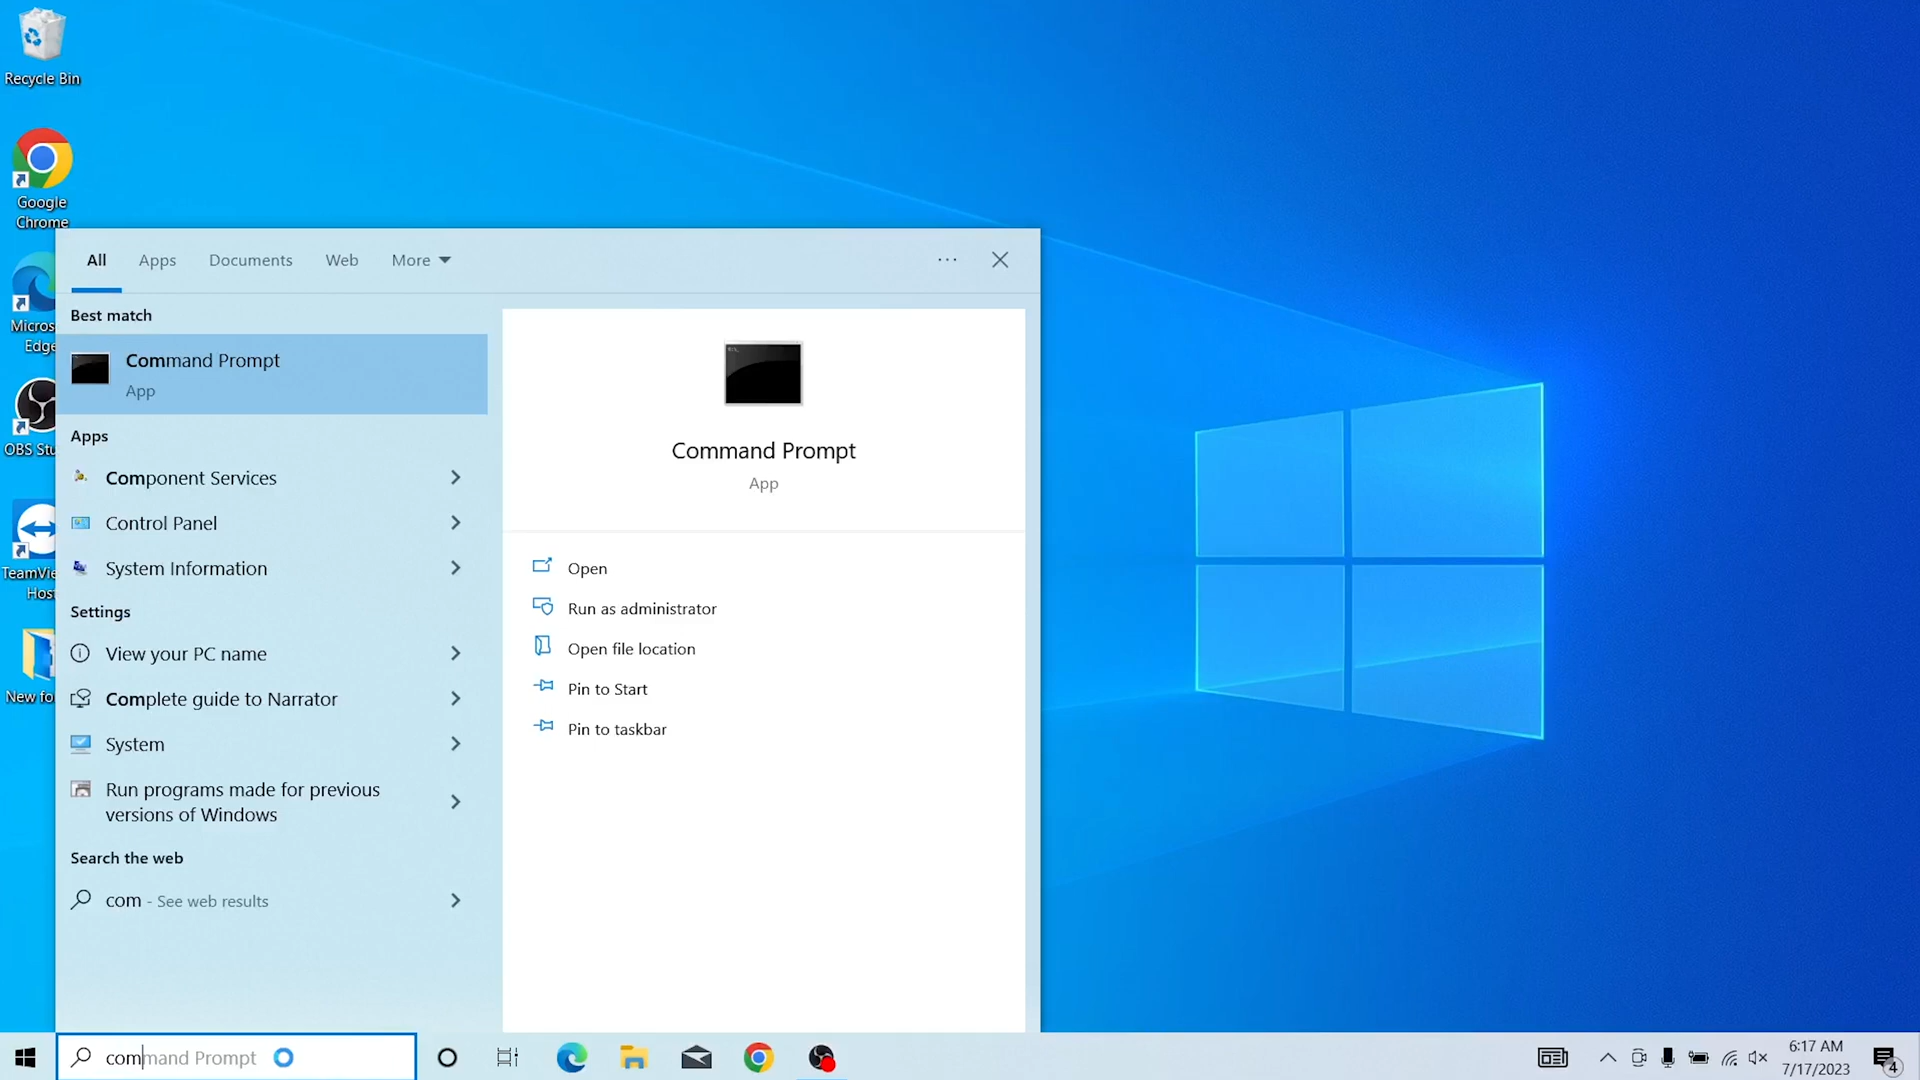 Recycle Bin
Google
Chrome
Micros
Edge
OBS Stu
TeamVie
Host
New fo
All
Apps
Documents
Web
More
Best match
Command Prompt
App
Apps
Component Services
Control Panel
System Information
Settings
View your PC name
Complete guide to Narrator
System
Run programs made for previous
versions of Windows
Search the web
com - See web results
Command Prompt
App
Open
Run as administrator
Open file location
Pin to Start
Pin to taskbar
command Prompt
6:17 AM
7/17/2023
4